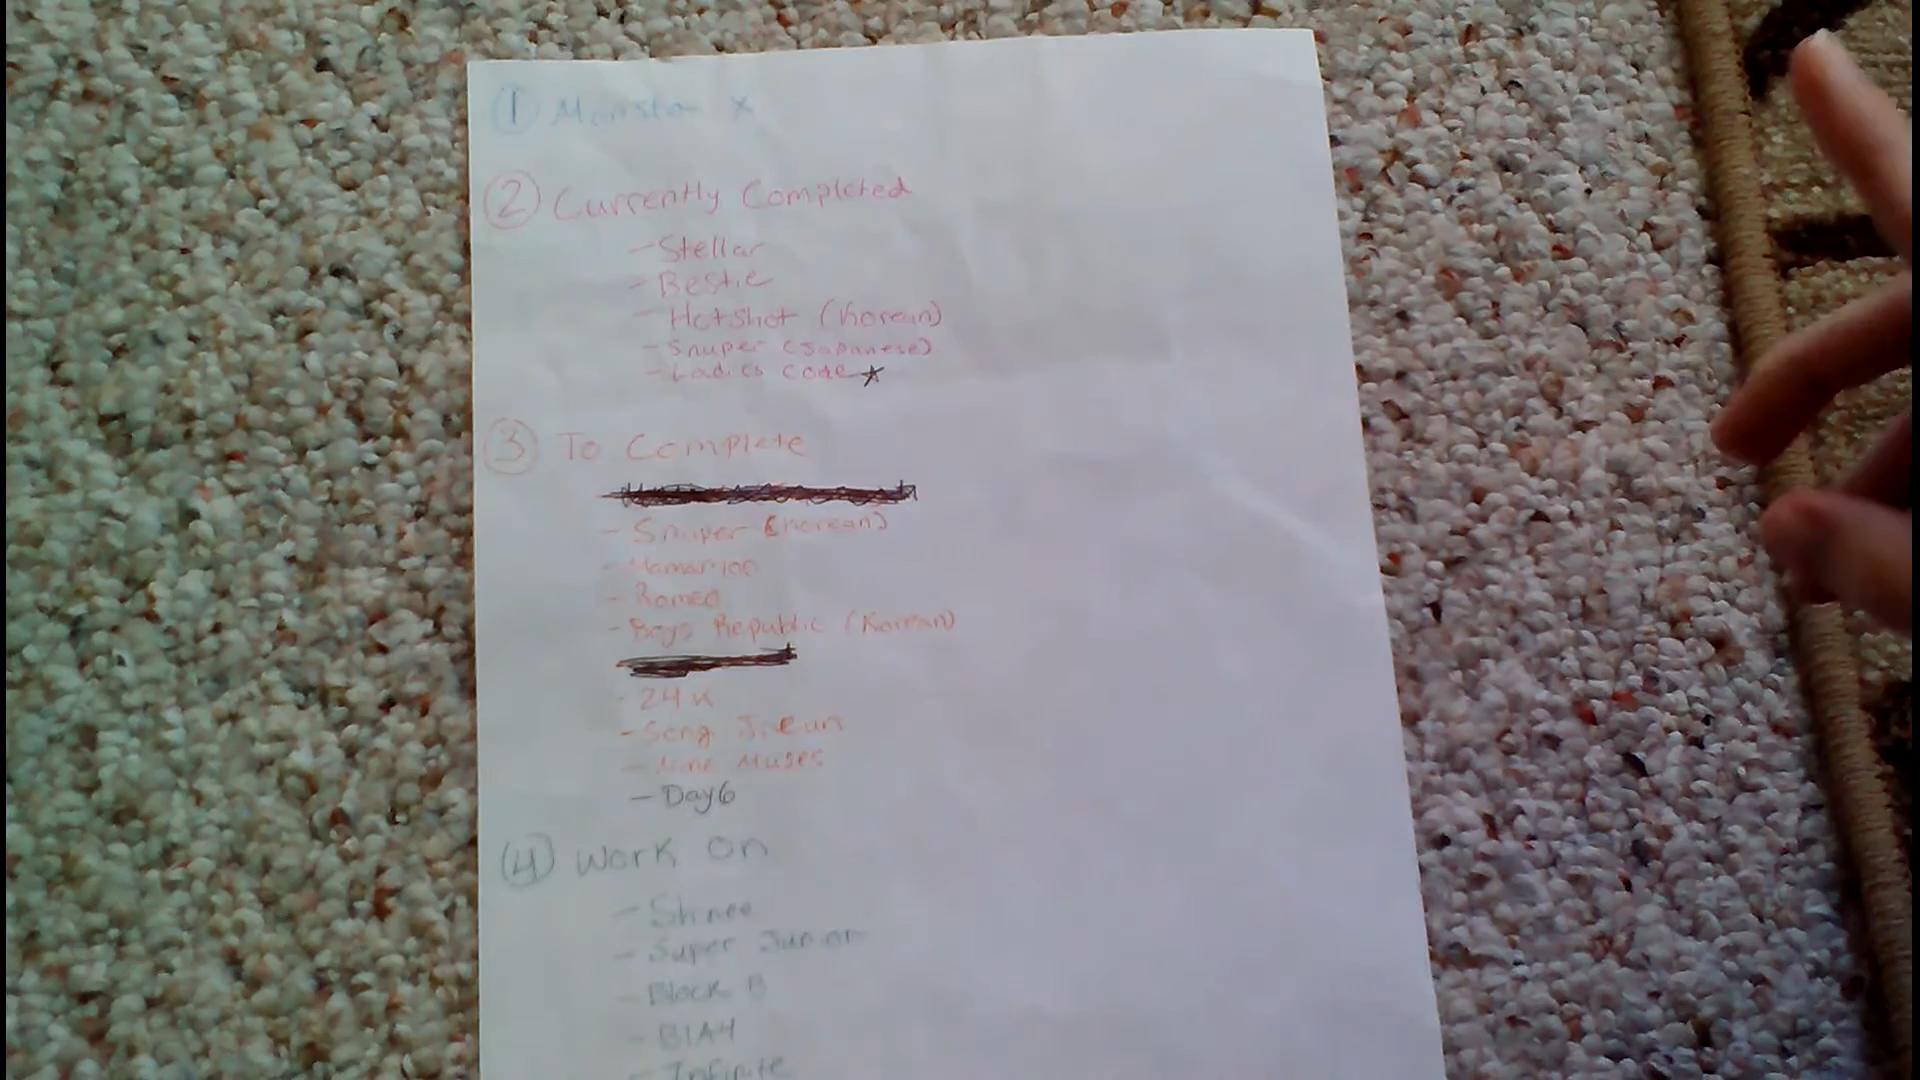 ① Monsta X
② Currently Completed
- Stellar
- Bestie
- Hotshot (Korean)
- Snuper (Japanese)
- Ladies Code ★
③ To Complete
- Snuper (Korean)
- Mamamoo
- Romeo
- Boys Republic (Korean)
- 24K
- Song Jieun
- Nine Muses
- Day6
④ Work On
- Shinee
- Super Junior
- Block B
- B1A4
- Infinite